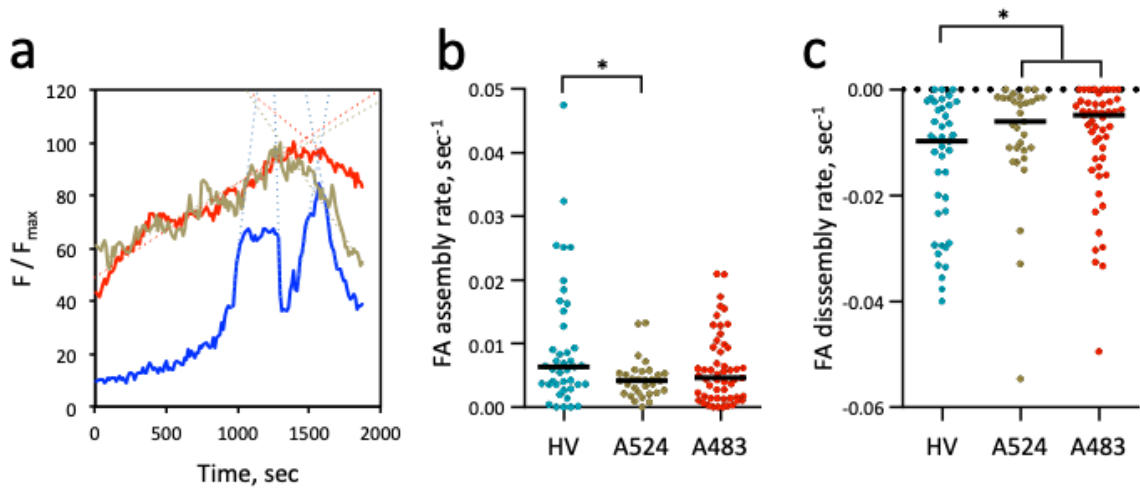 a
F / Fmax
120
100
80
60
40
20
0
0 500 1000 1500 2000
Time, sec
b
*
FA assembly rate, sec-1
0.05
0.04
0.03
0.02
0.01
0.00
HV A524 A483
c
*
FA disssembly rate, sec-1
-0.00
-0.02
-0.04
-0.06
HV A524 A483